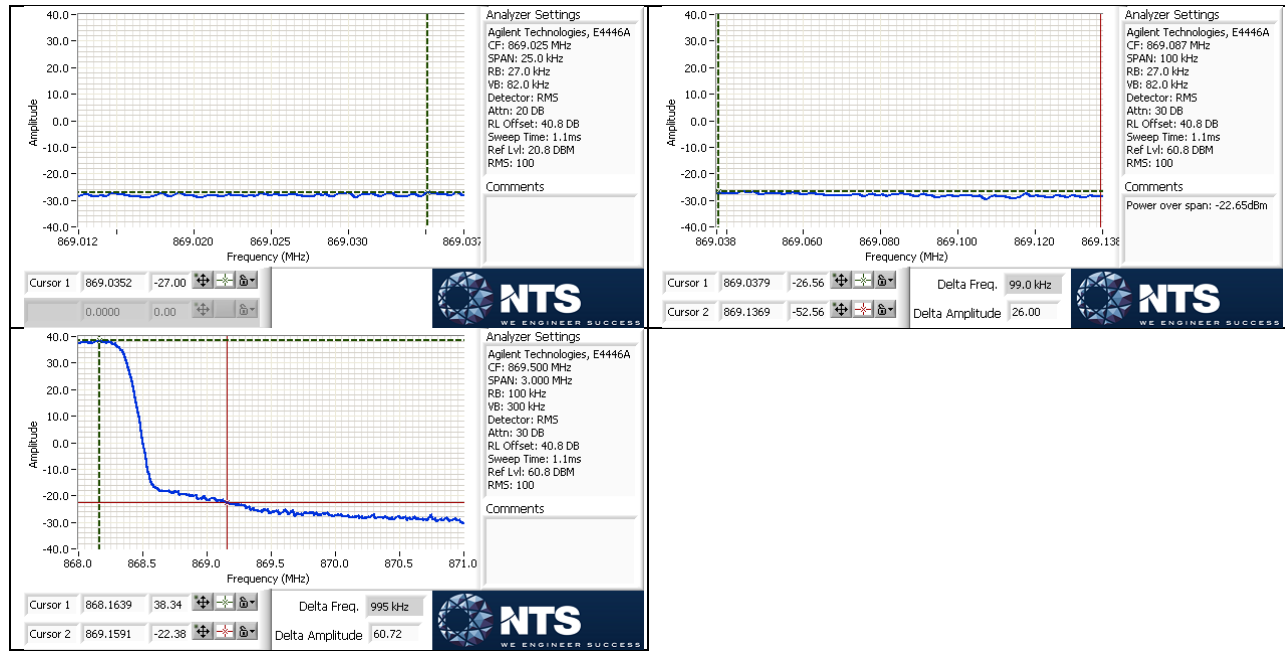 40.0
30.0
20.0
10.0
0.0
-10.0
-20.0
-30.0
-40.0
Amplitude
869.012
869.020
869.025
869.030
869.037
Frequency (MHz)
Analyzer Settings
Agilent Technologies, E4446A
CF: 869.025 MHz
SPAN: 25.0 kHz
RB: 27.0 kHz
VB: 82.0 kHz
Detector: RMS
Attn: 20 DB
RL Offset: 40.8 DB
Sweep Time: 1.1ms
Ref Lvl: 20.8 DBM
RMS: 100
Comments
Cursor 1 869.0352 -27.00
0.0000 0.00
NTS
WE ENGINEER SUCCESS
40.0
30.0
20.0
10.0
0.0
-10.0
-20.0
-30.0
-40.0
Amplitude
869.038
869.060
869.080
869.100
869.120
869.138
Frequency (MHz)
Analyzer Settings
Agilent Technologies, E4446A
CF: 869.087 MHz
SPAN: 100 kHz
RB: 27.0 kHz
VB: 82.0 kHz
Detector: RMS
Attn: 30 DB
RL Offset: 40.8 DB
Sweep Time: 1.1ms
Ref Lvl: 60.8 DBM
RMS: 100
Comments
Power over span: -22.65dBm
Cursor 1 869.0379 -26.56
Cursor 2 869.1369 -52.56
Delta Freq. 99.0 kHz
Delta Amplitude 26.00
NTS
WE ENGINEER SUCCESS
40.0
30.0
20.0
10.0
0.0
-10.0
-20.0
-30.0
-40.0
Amplitude
868.0
868.5
869.0
869.5
870.0
870.5
871.0
Frequency (MHz)
Analyzer Settings
Agilent Technologies, E4446A
CF: 869.500 MHz
SPAN: 3.000 MHz
RB: 100 kHz
VB: 300 kHz
Detector: RMS
Attn: 30 DB
RL Offset: 40.8 DB
Sweep Time: 1.1ms
Ref Lvl: 60.8 DBM
RMS: 100
Comments
Cursor 1 868.1639 38.34
Cursor 2 869.1591 -22.38
Delta Freq. 995 kHz
Delta Amplitude 60.72
NTS
WE ENGINEER SUCCESS